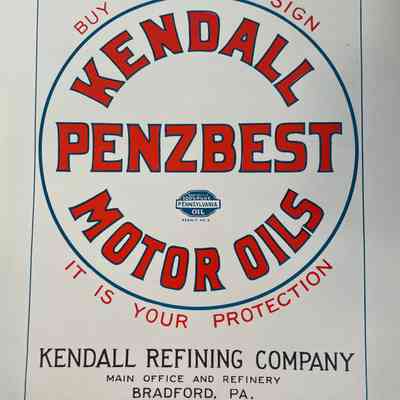 BUY
SIGN
KENDALL
PENZBEST
PENNSYLVANIA
OIL
MOTOR OILS
IT IS YOUR PROTECTION
KENDALL REFINING COMPANY
MAIN OFFICE AND REFINERY
BRADFORD, PA.